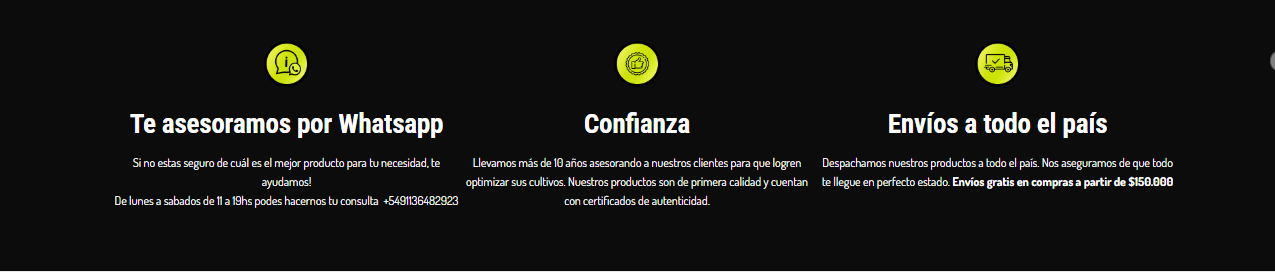 Te asesoramos por Whatsapp
Si no estas seguro de cuál es el mejor producto para tu necesidad, te
ayudamos!
De lunes a sabados de 11 a 19hs podes hacernos tu consulta +5491136482923
Confianza
Llevamos más de 10 años asesorando a nuestros clientes para que logren
optimizar sus cultivos. Nuestros productos son de primera calidad y cuentan
con certificados de autenticidad.
Envíos a todo el país
Despachamos nuestros productos a todo el país. Nos aseguramos de que todo
te llegue en perfecto estado. Envíos gratis en compras a partir de $150.000